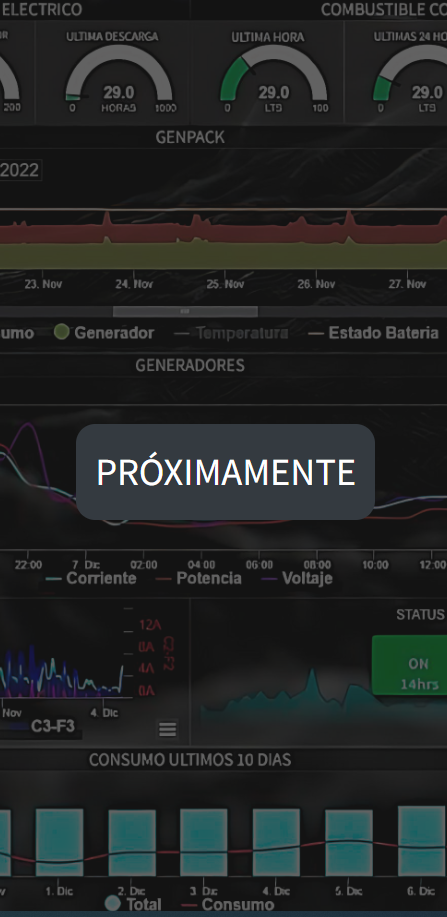 ELECTRICO
COMBUSTIBLE CO
ULTIMA DESCARGA
ULTIMA HORA
ULTIMAS 24 HO
200
29.0
0 HORAS 1000
29.0
0 LTS 100
29.0
0 LTS
GENPACK
2022
23. Nov 24. Nov 25. Nov 26. Nov 27. Nov
umo Generador Temperatura Estado Bateria
GENERADORES
PRÓXIMAMENTE
22:00 7 Dic 02:00 04:00 06:00 08:00 10:00 12:00
Corriente Potencia Voltaje
STATUS
12A
8A
4A
0A
C2-F2
ON
14hrs
Nov 4. Dic
C3-F3
CONSUMO ULTIMOS 10 DIAS
1. Dic 2. Dic 3. Dic 4. Dic 5. Dic 6. Dic
Total Consumo